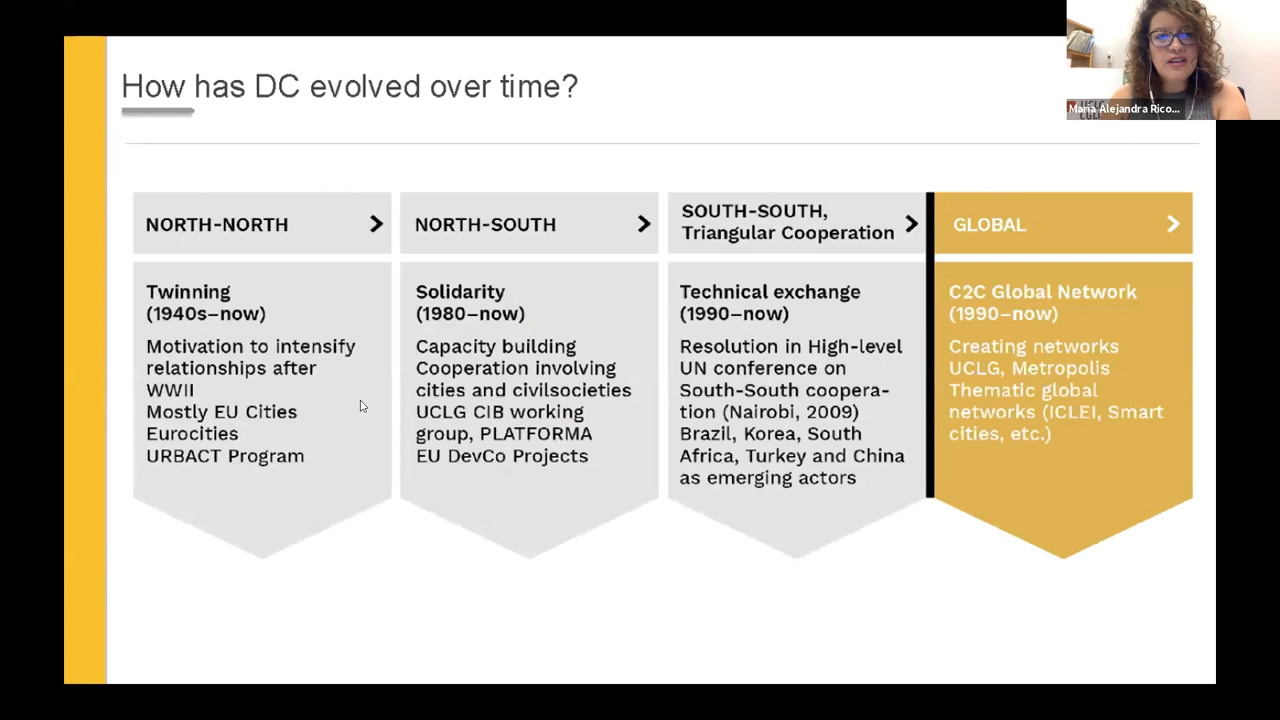 How has DC evolved over time?
María Alejandra Rico...
NORTH-NORTH
Twinning
(1940s–now)
Motivation to intensify
relationships after
WWII
Mostly EU Cities
Eurocities
URBACT Program
NORTH-SOUTH
Solidarity
(1980–now)
Capacity building
Cooperation involving
cities and civilsocieties
UCLG CIB working
group, PLATFORMA
EU DevCo Projects
SOUTH-SOUTH,
Triangular Cooperation
Technical exchange
(1990–now)
Resolution in High-level
UN conference on
South-South coopera-
tion (Nairobi, 2009)
Brazil, Korea, South
Africa, Turkey and China
as emerging actors
GLOBAL
C2C Global Network
(1990–now)
Creating networks
UCLG, Metropolis
Thematic global
networks (ICLEI, Smart
cities, etc.)